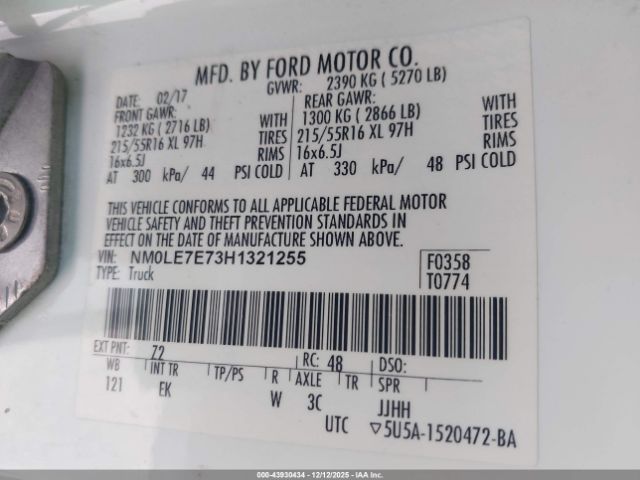 MFD. BY FORD MOTOR CO.
DATE: 02/17 GVWR: 2390 KG ( 5270 LB)
FRONT GAWR: WITH REAR GAWR: WITH
1232 KG ( 2716 LB) TIRES 1300 KG ( 2866 LB) TIRES
215/55R16 XL 97H RIMS 215/55R16 XL 97H RIMS
16x6.5J 16x6.5J
AT 300 kPa/ 44 PSI COLD AT 330 kPa/ 48 PSI COLD
THIS VEHICLE CONFORMS TO ALL APPLICABLE FEDERAL MOTOR
VEHICLE SAFETY AND THEFT PREVENTION STANDARDS IN
EFFECT ON THE DATE OF MANUFACTURE SHOWN ABOVE.
VIN: NM0LE7E73H1321255 F0358
TYPE: Truck T0774
EXT PNT: Z2 RC: 48 DSO:
WB INT TR TP/PS R AXLE TR SPR
121 EK W 3C JJHH
UTC ▽5U5A-1520472-BA
000-43930434 - 12/12/2025 - IAAI.COM